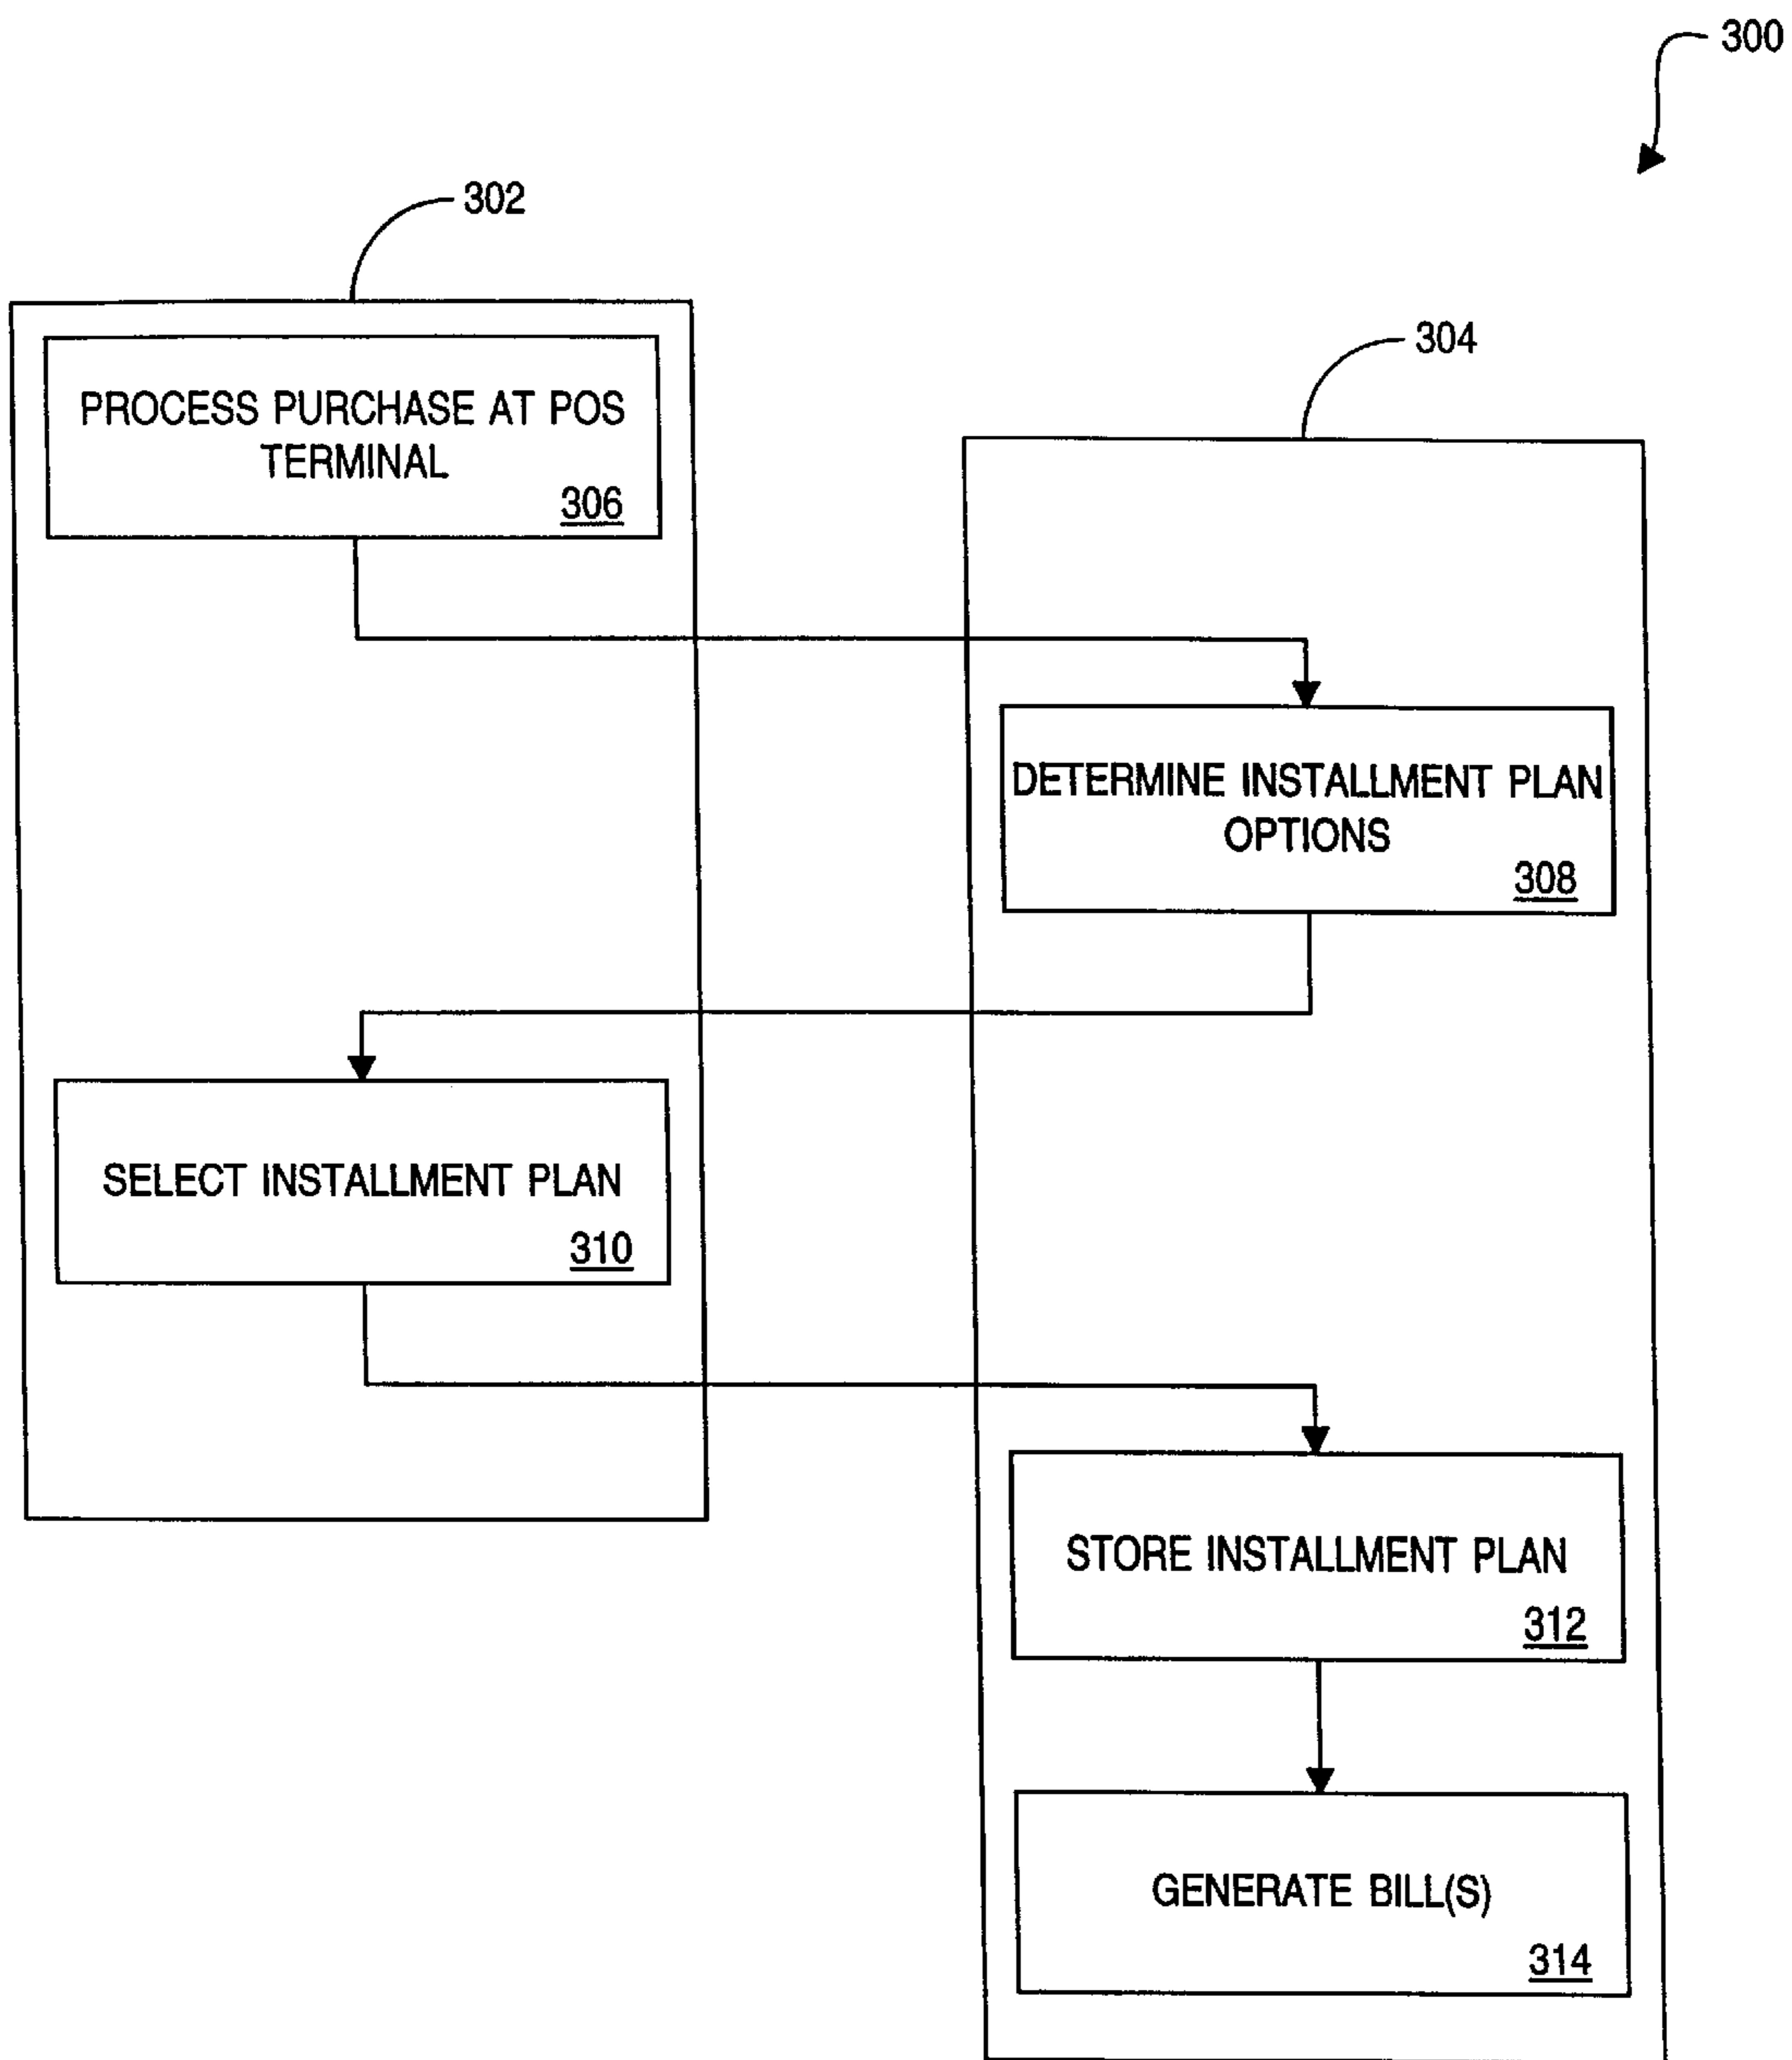 300
302
304
PROCESS PURCHASE AT POS
TERMINAL
306
DETERMINE INSTALLMENT PLAN
OPTIONS
308
SELECT INSTALLMENT PLAN
310
STORE INSTALLMENT PLAN
312
GENERATE BILL(S)
314